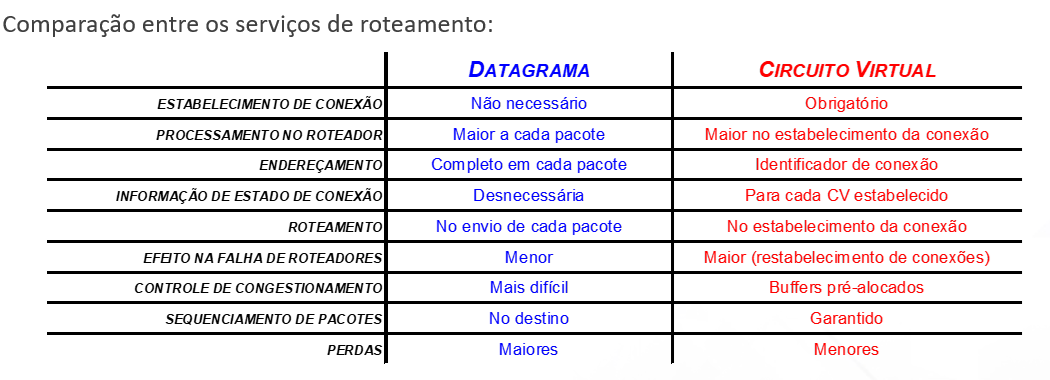 Comparação entre os serviços de roteamento:
DATAGRAMA CIRCUITO VIRTUAL
ESTABELECIMENTO DE CONEXÃO Não necessário Obrigatório
PROCESSAMENTO NO ROTEADOR Maior a cada pacote Maior no estabelecimento da conexão
ENDEREÇAMENTO Completo em cada pacote Identificador de conexão
INFORMAÇÃO DE ESTADO DE CONEXÃO Desnecessária Para cada CV estabelecido
ROTEAMENTO No envio de cada pacote No estabelecimento da conexão
EFEITO NA FALHA DE ROTEADORES Menor Maior (restabelecimento de conexões)
CONTROLE DE CONGESTIONAMENTO Mais difícil Buffers pré-alocados
SEQUENCIAMENTO DE PACOTES No destino Garantido
PERDAS Maiores Menores